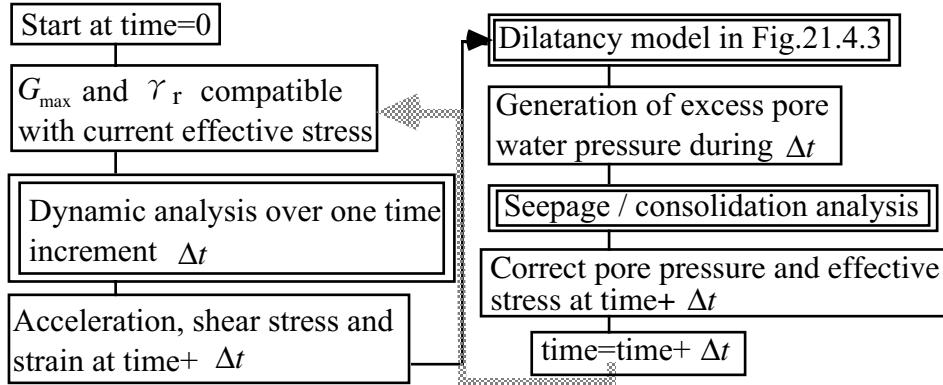 Start at time=0
G_max and γ_r compatible
with current effective stress
Dynamic analysis over one time
increment Δt
Acceleration, shear stress and
strain at time+ Δt
Dilatancy model in Fig.21.4.3
Generation of excess pore
water pressure during Δt
Seepage / consolidation analysis
Correct pore pressure and effective
stress at time+ Δt
time=time+ Δt